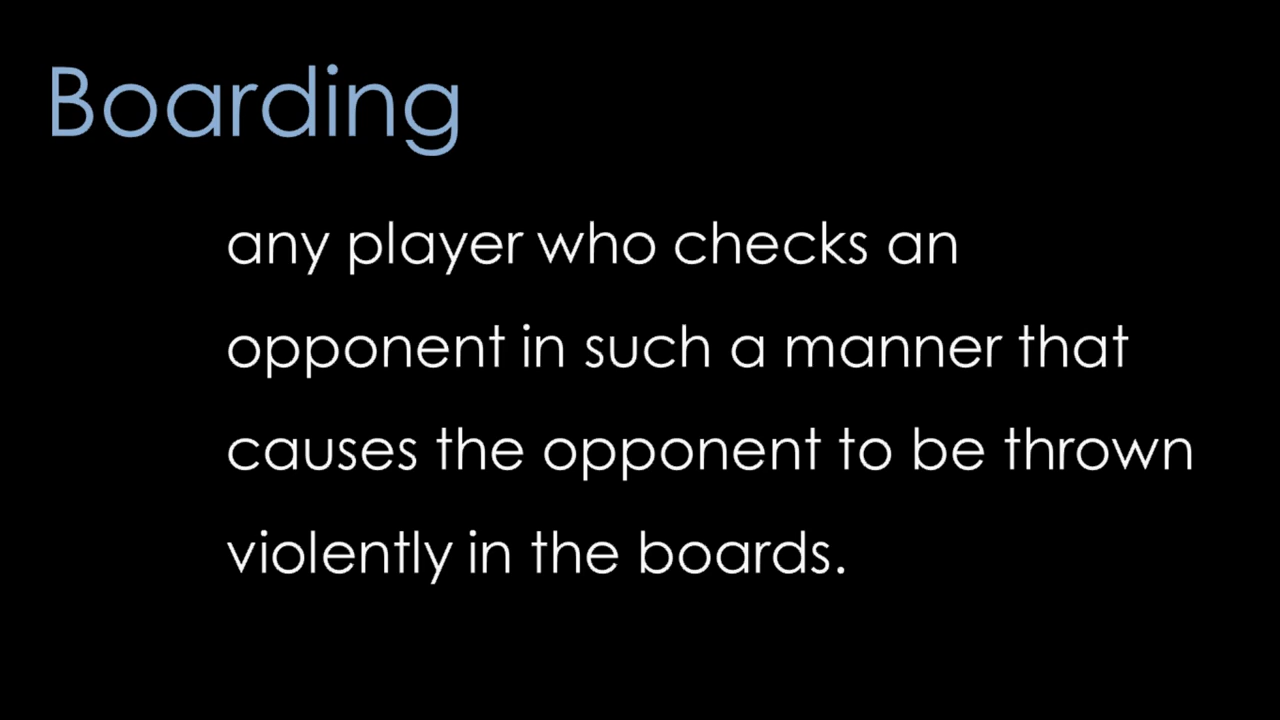 Boarding
any player who checks an
opponent in such a manner that
causes the opponent to be thrown
violently in the boards.